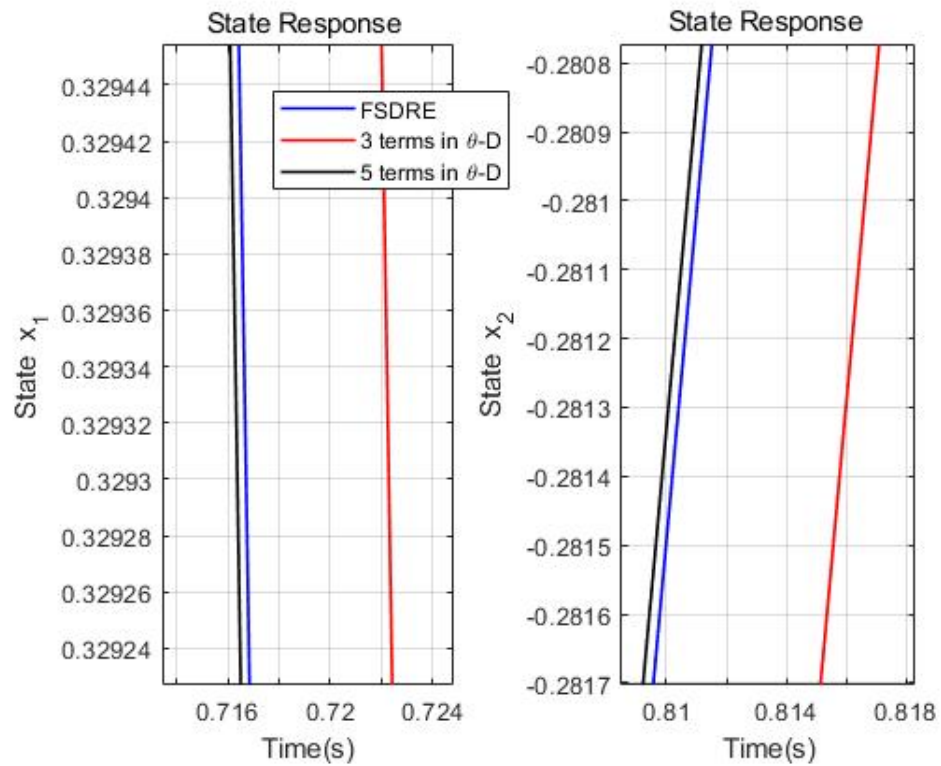 State Response
0.32944
0.32942
0.3294
0.32938
0.32936
0.32934
0.32932
0.3293
0.32928
0.32926
0.32924
State x1
0.716 0.72 0.724
Time(s)
FSDRE
3 terms in θ-D
5 terms in θ-D
State Response
-0.2808
-0.2809
-0.281
-0.2811
-0.2812
-0.2813
-0.2814
-0.2815
-0.2816
-0.2817
State x2
0.81 0.814 0.818
Time(s)